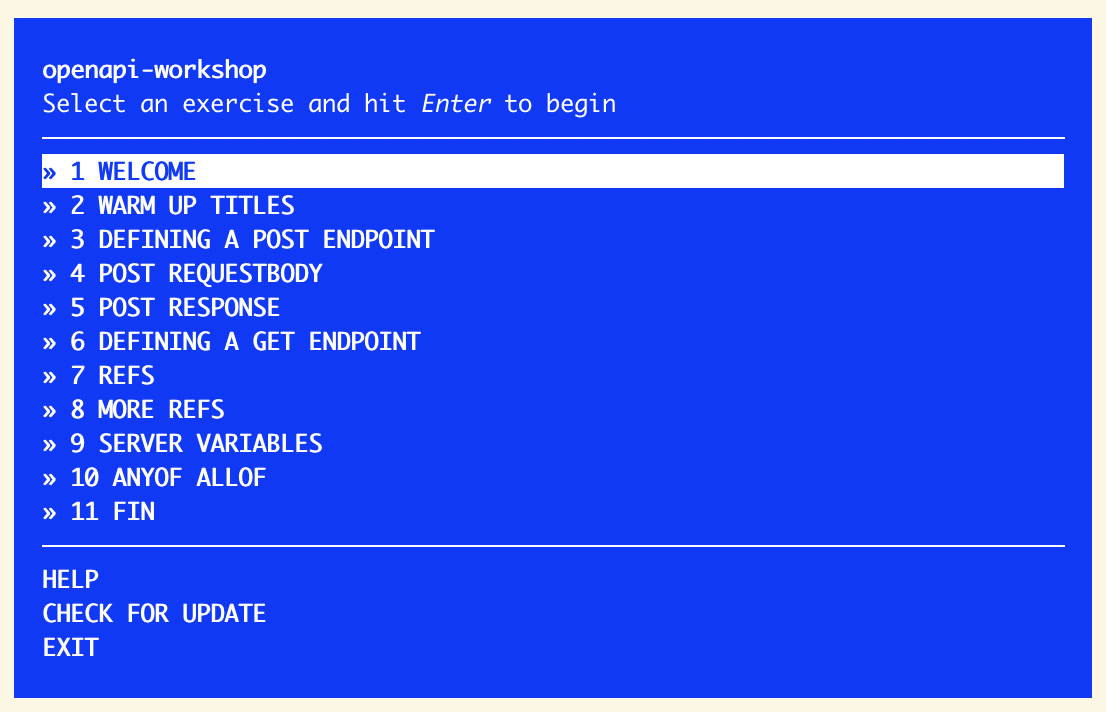 openapi-workshop
Select an exercise and hit Enter to begin
» 1 WELCOME
» 2 WARM UP TITLES
» 3 DEFINING A POST ENDPOINT
» 4 POST REQUESTBODY
» 5 POST RESPONSE
» 6 DEFINING A GET ENDPOINT
» 7 REFS
» 8 MORE REFS
» 9 SERVER VARIABLES
» 10 ANYOF ALLOF
» 11 FIN
HELP
CHECK FOR UPDATE
EXIT